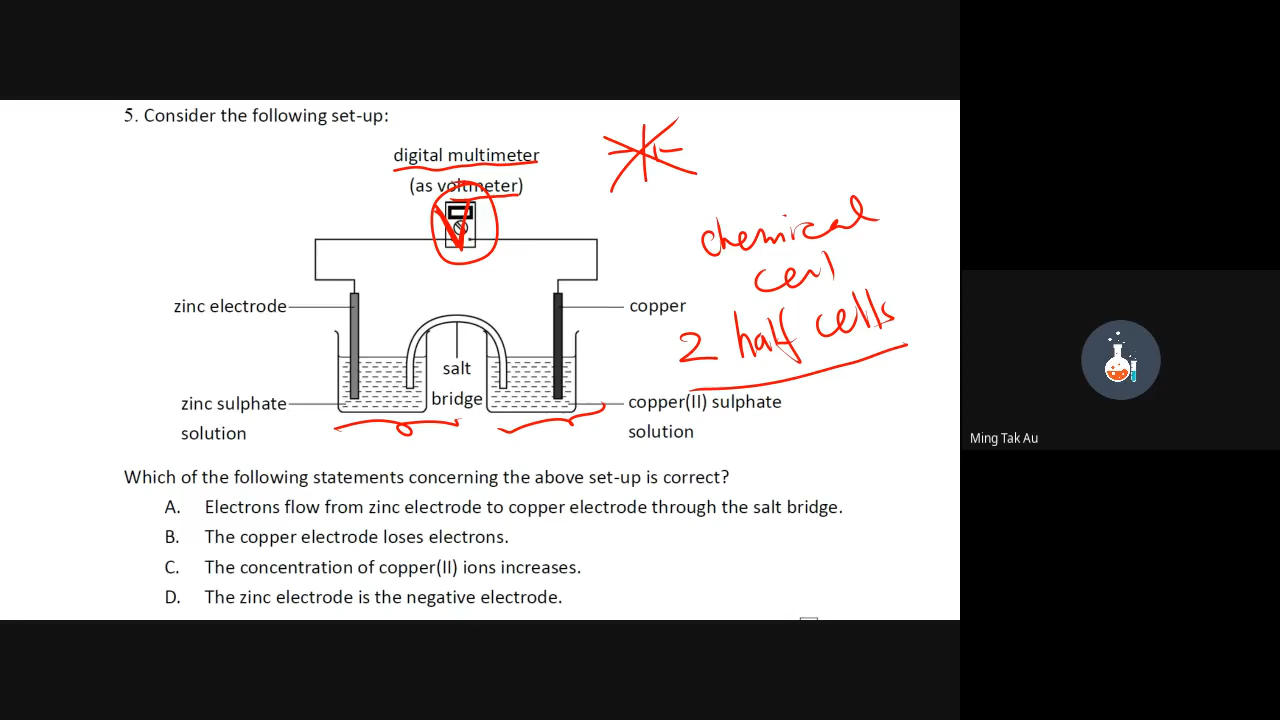 5. Consider the following set-up:
digital multimeter
(as voltmeter)
V
chemical
cell
2 half cells
zinc electrode
copper
salt
bridge
zinc sulphate
solution
copper(II) sulphate
solution
Which of the following statements concerning the above set-up is correct?
A. Electrons flow from zinc electrode to copper electrode through the salt bridge.
B. The copper electrode loses electrons.
C. The concentration of copper(II) ions increases.
D. The zinc electrode is the negative electrode.
Ming Tak Au